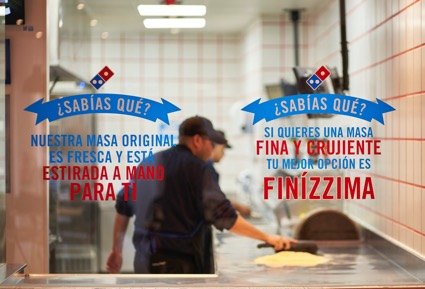 ¿SABÍAS QUÉ?
NUESTRA MASA ORIGINAL
ES FRESCA Y ESTÁ
ESTIRADA A MANO
PARA TI
¿SABÍAS QUÉ?
SI QUIERES UNA MASA
FINA Y CRUJIENTE
TU MEJOR OPCIÓN ES
FINÍZZIMA